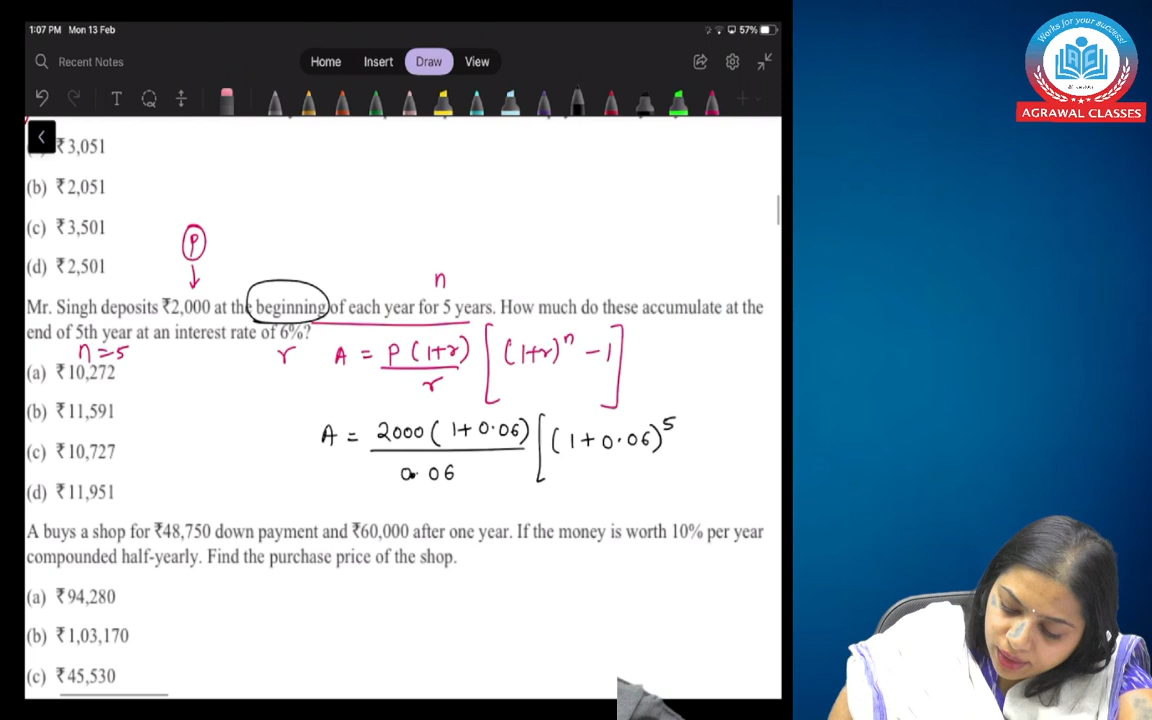 1:07 PM Mon 13 Feb
57%
Recent Notes
Home Insert Draw View
T
₹3,051
(b) ₹2,051
(c) ₹3,501
(d) ₹2,501
P
n
Mr. Singh deposits ₹2,000 at the beginning of each year for 5 years. How much do these accumulate at the
end of 5th year at an interest rate of 6%?
n = 5
r
A = P(1+r)/r [(1+r)^n - 1]
(a) ₹10,272
(b) ₹11,591
A = 2000(1+0.06)/0.06 [(1+0.06)^5
(c) ₹10,727
(d) ₹11,951
A buys a shop for ₹48,750 down payment and ₹60,000 after one year. If the money is worth 10% per year
compounded half-yearly. Find the purchase price of the shop.
(a) ₹94,280
(b) ₹1,03,170
(c) ₹45,530
Works for your success!
AC
AGRAWAL CLASSES